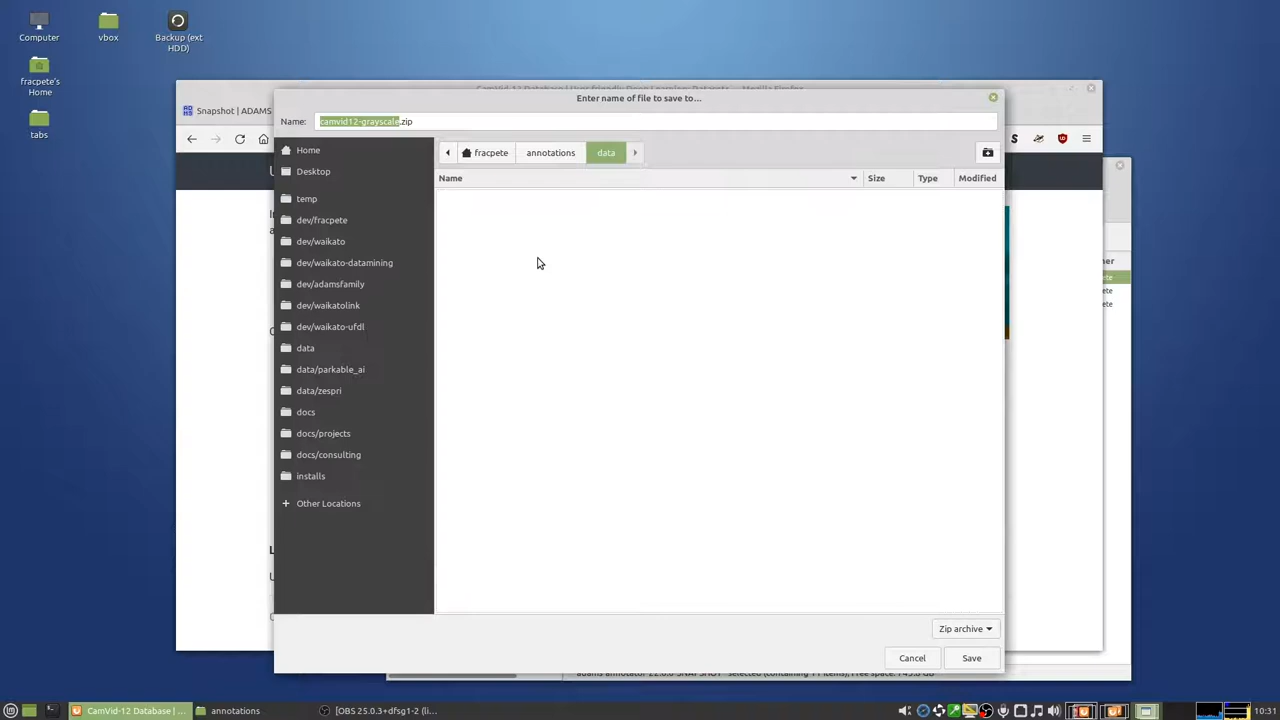 Computer
vbox
Backup (ext
HDD)
fracpete's
Home
tabs
Snapshot | ADAMS
Enter name of file to save to...
Name:
camvid12-grayscale.zip
Home
Desktop
temp
dev/fracpete
dev/waikato
dev/waikato-datamining
dev/adamsfamily
dev/waikatolink
dev/waikato-ufdl
data
data/parkable_ai
data/zespri
docs
docs/projects
docs/consulting
installs
Other Locations
fracpete
annotations
data
Name
Size
Type
Modified
Zip archive
Cancel
Save
CamVid-12 Database | ...
annotations
[OBS 25.0.3+dfsg1-2 (li...
10:31